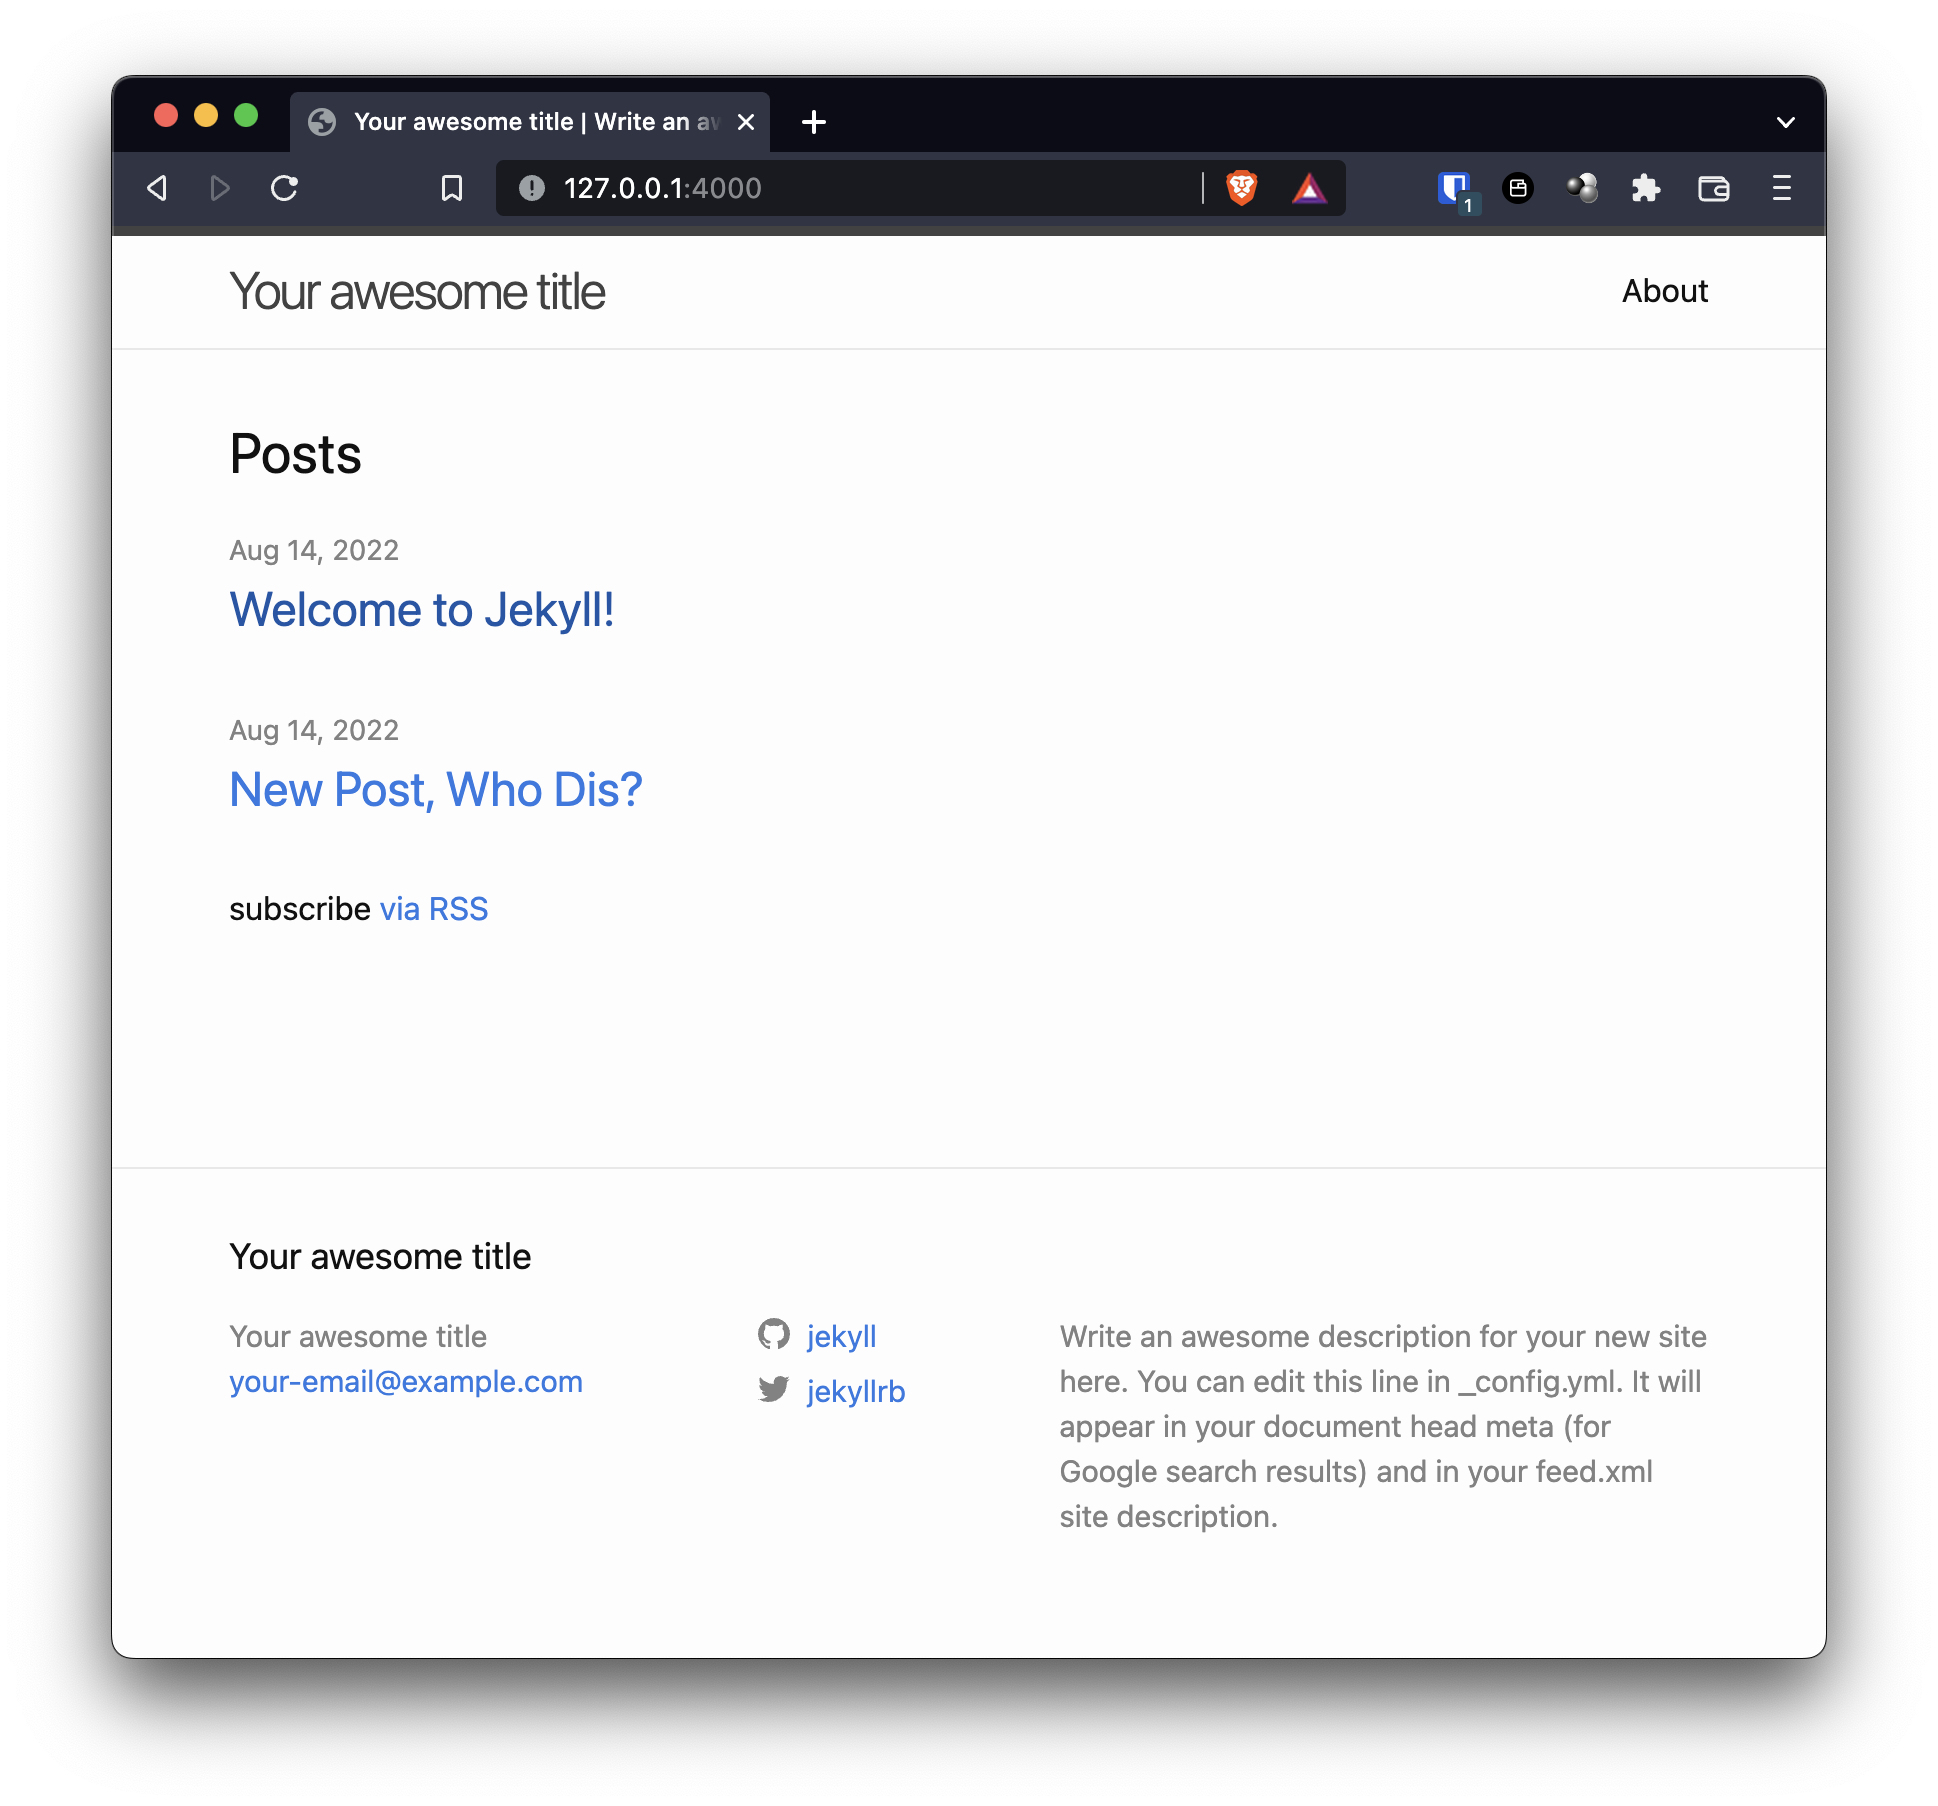 Your awesome title | Write an aw
127.0.0.1:4000
1
Your awesome title
About
Posts
Aug 14, 2022
Welcome to Jekyll!
Aug 14, 2022
New Post, Who Dis?
subscribe via RSS
Your awesome title
Your awesome title
your-email@example.com
jekyll
jekyllrb
Write an awesome description for your new site
here. You can edit this line in _config.yml. It will
appear in your document head meta (for
Google search results) and in your feed.xml
site description.